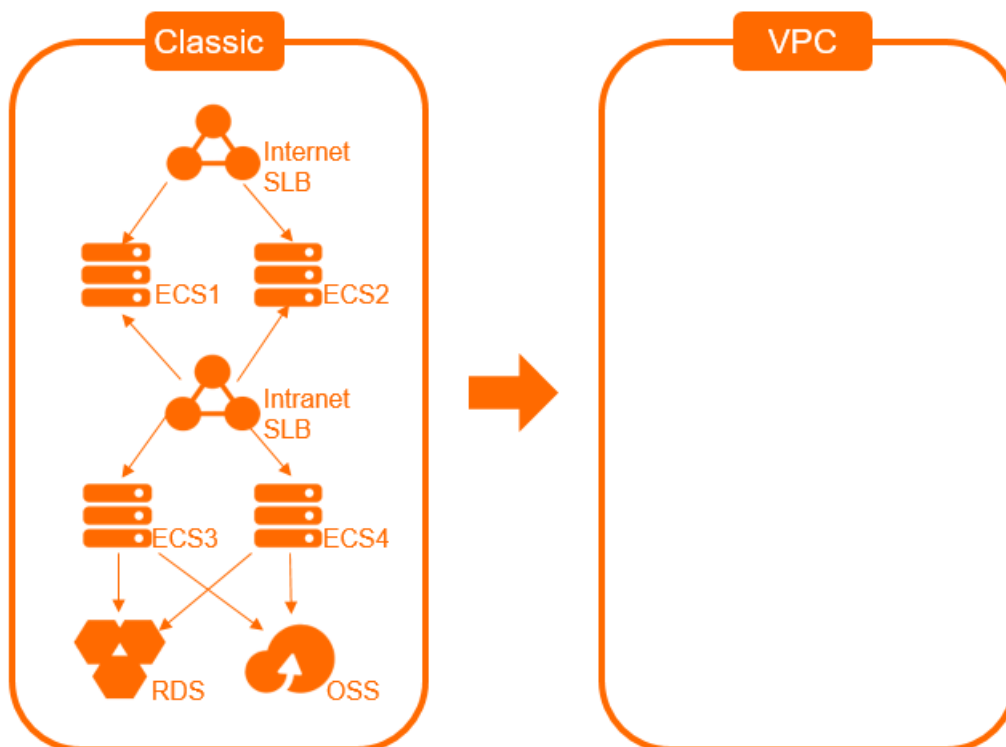 Classic
VPC
Internet
SLB
ECS1
ECS2
Intranet
SLB
ECS3
ECS4
RDS
OSS